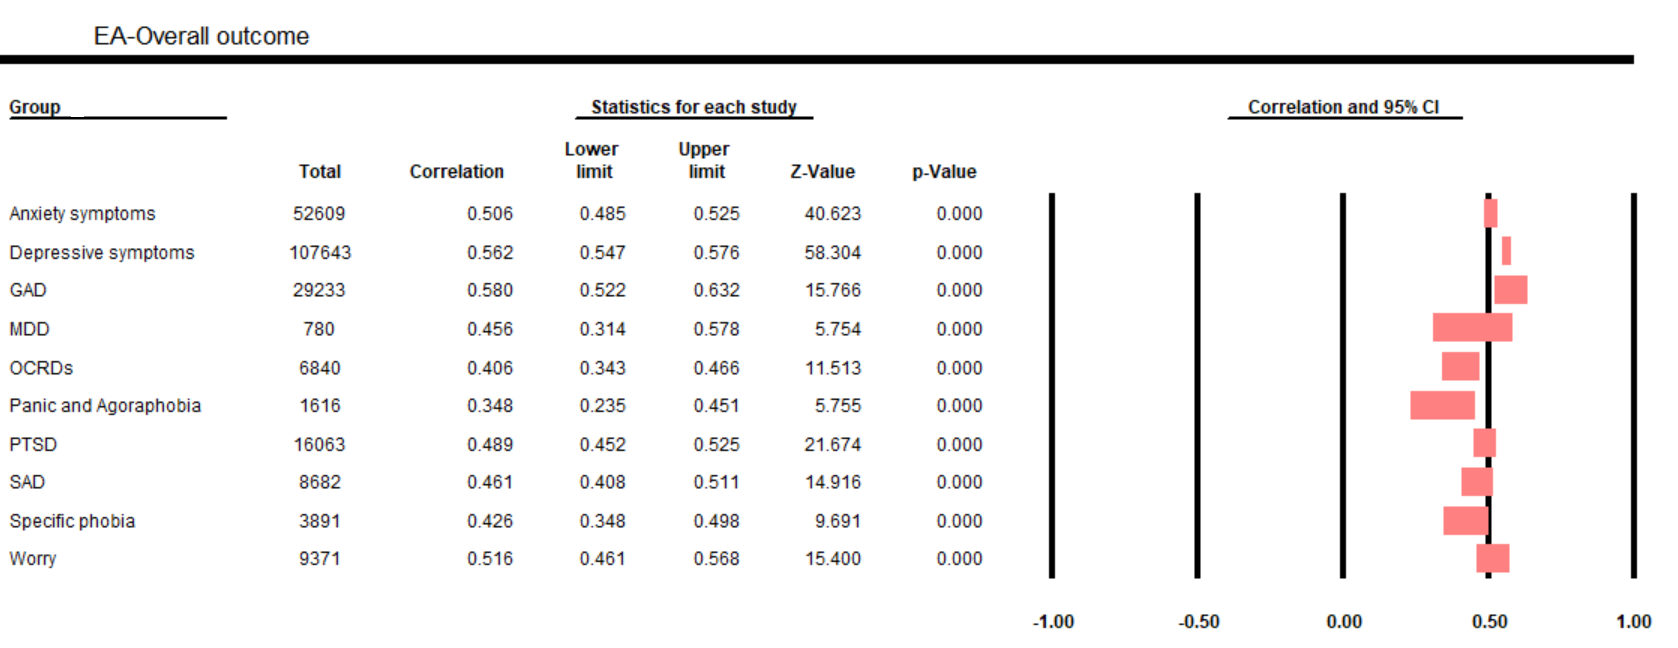 EA-Overall outcome
Group Statistics for each study Correlation and 95% CI
Total Correlation Lower limit Upper limit Z-Value p-Value
Anxiety symptoms 52609 0.506 0.485 0.525 40.623 0.000
Depressive symptoms 107643 0.562 0.547 0.576 58.304 0.000
GAD 29233 0.580 0.522 0.632 15.766 0.000
MDD 780 0.456 0.314 0.578 5.754 0.000
OCRDs 6840 0.406 0.343 0.466 11.513 0.000
Panic and Agoraphobia 1616 0.348 0.235 0.451 5.755 0.000
PTSD 16063 0.489 0.452 0.525 21.674 0.000
SAD 8682 0.461 0.408 0.511 14.916 0.000
Specific phobia 3891 0.426 0.348 0.498 9.691 0.000
Worry 9371 0.516 0.461 0.568 15.400 0.000
-1.00 -0.50 0.00 0.50 1.00